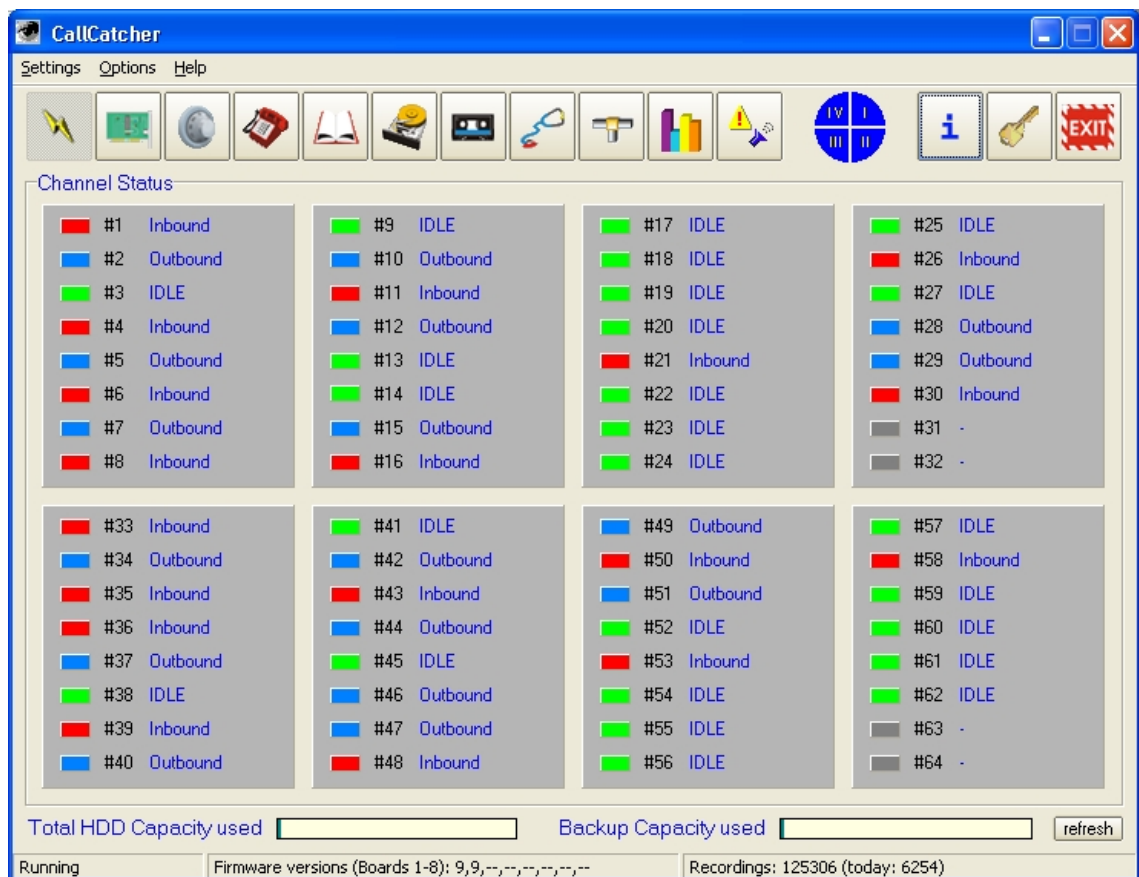 CallCatcher
Settings Options Help
IV I
III II
i
EXIT
Channel Status
#1 Inbound
#2 Outbound
#3 IDLE
#4 Inbound
#5 Outbound
#6 Inbound
#7 Outbound
#8 Inbound
#9 IDLE
#10 Outbound
#11 Inbound
#12 Outbound
#13 IDLE
#14 IDLE
#15 Outbound
#16 Inbound
#17 IDLE
#18 IDLE
#19 IDLE
#20 IDLE
#21 Inbound
#22 IDLE
#23 IDLE
#24 IDLE
#25 IDLE
#26 Inbound
#27 IDLE
#28 Outbound
#29 Outbound
#30 Inbound
#31 -
#32 -
#33 Inbound
#34 Outbound
#35 Inbound
#36 Inbound
#37 Outbound
#38 IDLE
#39 Inbound
#40 Outbound
#41 IDLE
#42 Outbound
#43 Inbound
#44 Outbound
#45 IDLE
#46 Outbound
#47 Outbound
#48 Inbound
#49 Outbound
#50 Inbound
#51 Outbound
#52 IDLE
#53 Inbound
#54 IDLE
#55 IDLE
#56 IDLE
#57 IDLE
#58 Inbound
#59 IDLE
#60 IDLE
#61 IDLE
#62 IDLE
#63 -
#64 -
Total HDD Capacity used
Backup Capacity used
refresh
Running
Firmware versions (Boards 1-8): 9,9,--,--,--,--,--,--
Recordings: 125306 (today: 6254)